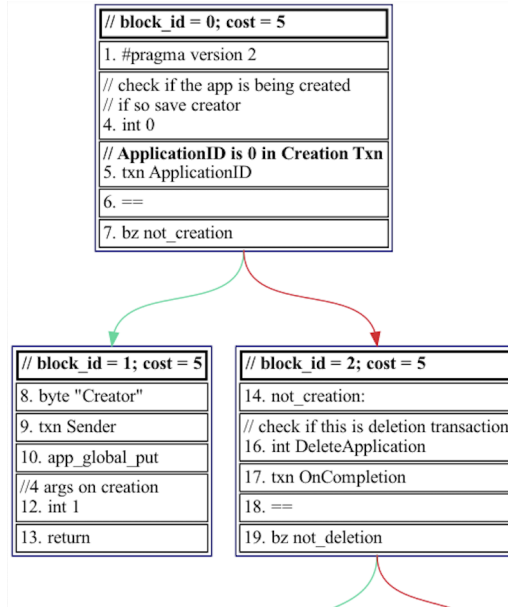 // block_id = 0; cost = 5
1. #pragma version 2
// check if the app is being created
// if so save creator
4. int 0
// ApplicationID is 0 in Creation Txn
5. txn ApplicationID
6. ==
7. bz not_creation
// block_id = 1; cost = 5
8. byte "Creator"
9. txn Sender
10. app_global_put
//4 args on creation
12. int 1
13. return
// block_id = 2; cost = 5
14. not_creation:
// check if this is deletion transaction
16. int DeleteApplication
17. txn OnCompletion
18. ==
19. bz not_deletion